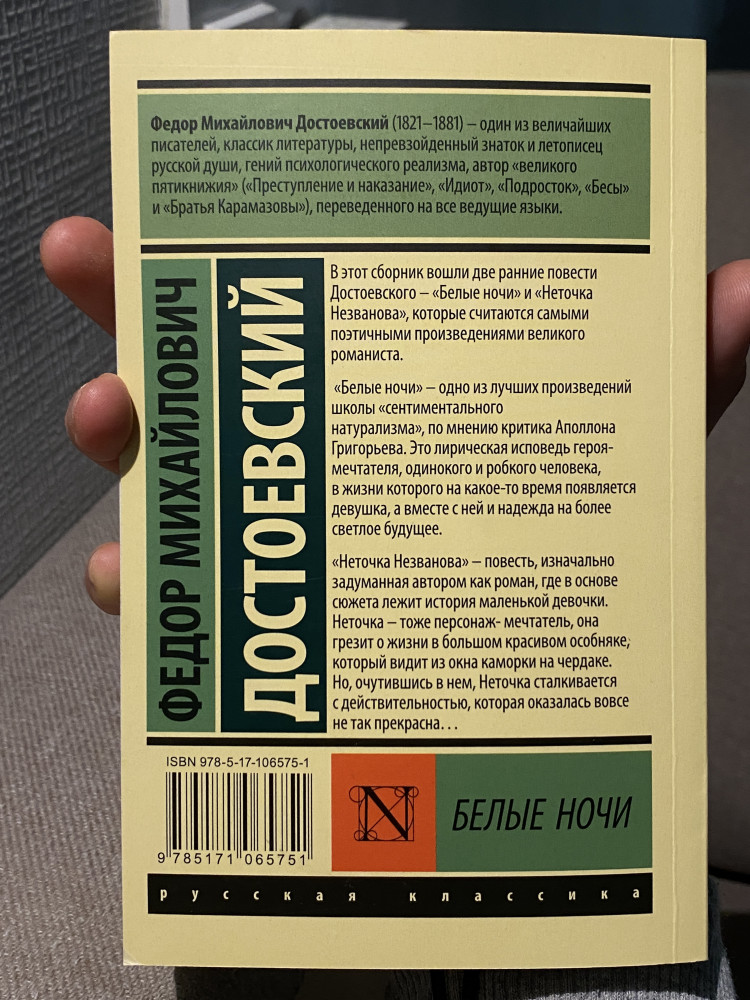 Федор Михайлович Достоевский (1821–1881) – один из величайших
писателей, классик литературы, непревзойденный знаток и летописец
русской души, гений психологического реализма, автор «великого
пятикнижия» («Преступление и наказание», «Идиот», «Подросток», «Бесы»
и «Братья Карамазовы»), переведенного на все ведущие языки.
ФЕДОР МИХАЙЛОВИЧ
ДОСТОЕВСКИЙ
В этот сборник вошли две ранние повести
Достоевского – «Белые ночи» и «Неточка
Незванова», которые считаются самыми
поэтичными произведениями великого
романиста.
«Белые ночи» – одно из лучших произведений
школы «сентиментального
натурализма», по мнению критика Аполлона
Григорьева. Это лирическая исповедь героя-
мечтателя, одинокого и робкого человека,
в жизни которого на какое-то время появляется
девушка, а вместе с ней и надежда на более
светлое будущее.
«Неточка Незванова» – повесть, изначально
задуманная автором как роман, где в основе
сюжета лежит история маленькой девочки.
Неточка – тоже персонаж- мечтатель, она
грезит о жизни в большом красивом особняке,
который видит из окна каморки на чердаке.
Но, очутившись в нем, Неточка сталкивается
с действительностью, которая оказалась вовсе
не так прекрасна…
ISBN 978-5-17-106575-1
9 785171 065751
N
БЕЛЫЕ НОЧИ
русская классика